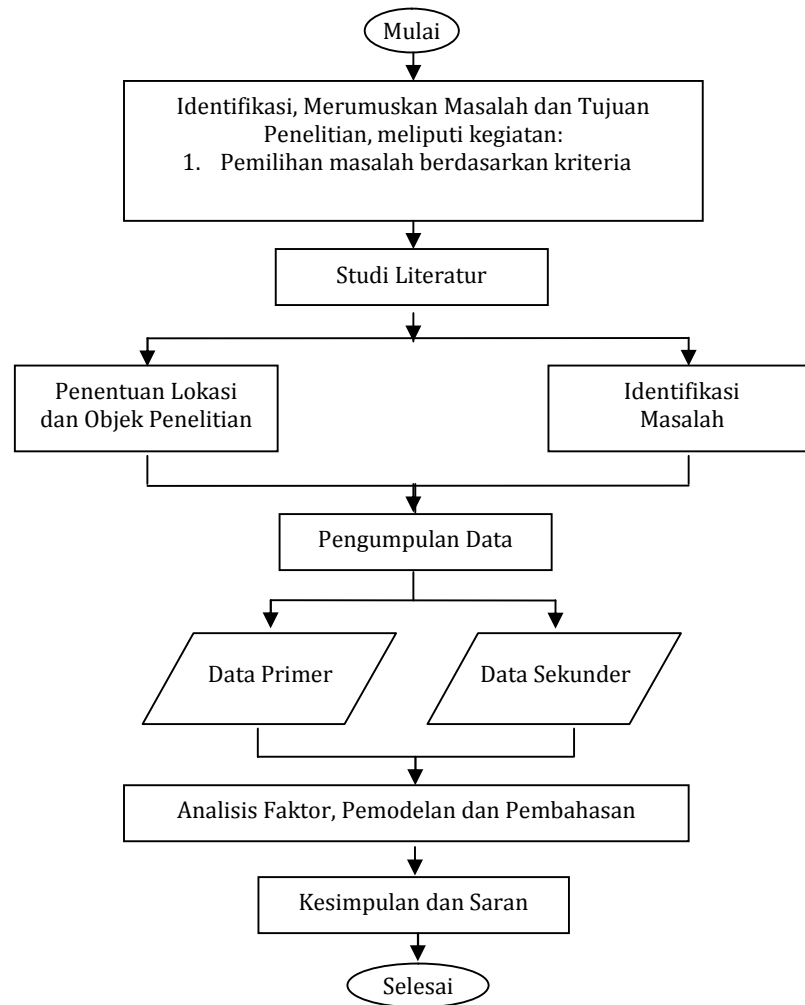 Mulai
Identifikasi, Merumuskan Masalah dan Tujuan
Penelitian, meliputi kegiatan:
1. Pemilihan masalah berdasarkan kriteria
Studi Literatur
Penentuan Lokasi
dan Objek Penelitian
Identifikasi
Masalah
Pengumpulan Data
Data Primer
Data Sekunder
Analisis Faktor, Pemodelan dan Pembahasan
Kesimpulan dan Saran
Selesai